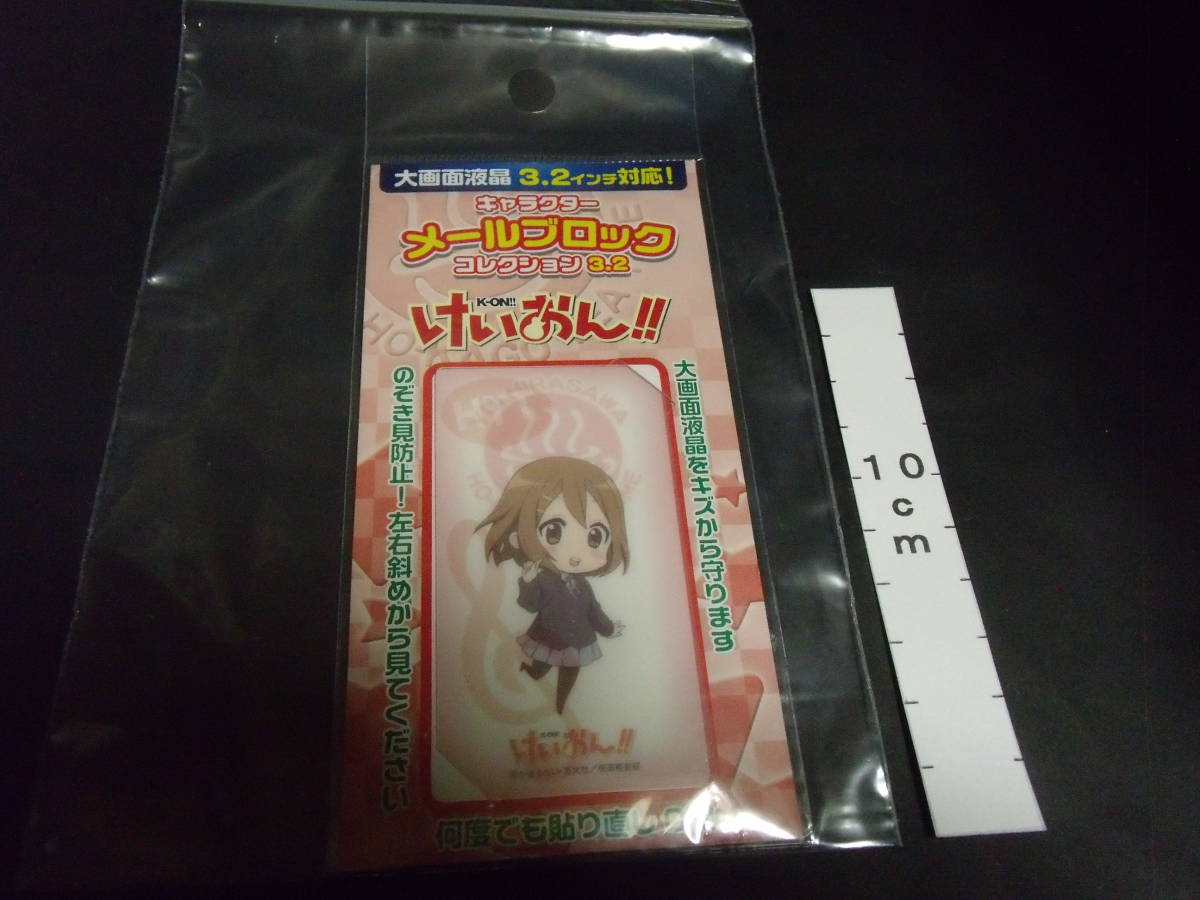 大画面液晶 3.2インチ対応!
キャラクター
メールブロック
コレクション 3.2
K-ON!!
けいおん!!
のぞき見防止!左右斜めから見てください
大画面液晶をキズから守ります
HIRASAWA
K-ON!!
けいおん!!
何度でも貼り直し
10
cm